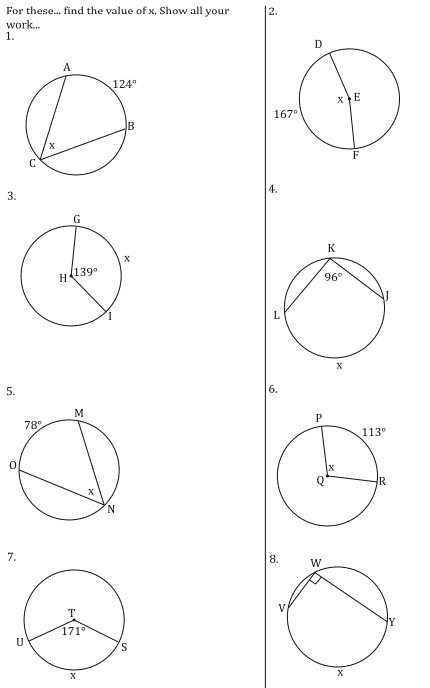 For these... find the value of x. Show all your
work...
1.
A
124°
B
x
C
2.
D
x
E
167°
F
3.
G
x
H
139°
I
4.
K
96°
J
L
x
5.
M
78°
O
x
N
6.
P
113°
x
Q
R
7.
T
171°
U
S
x
8.
W
V
Y
x